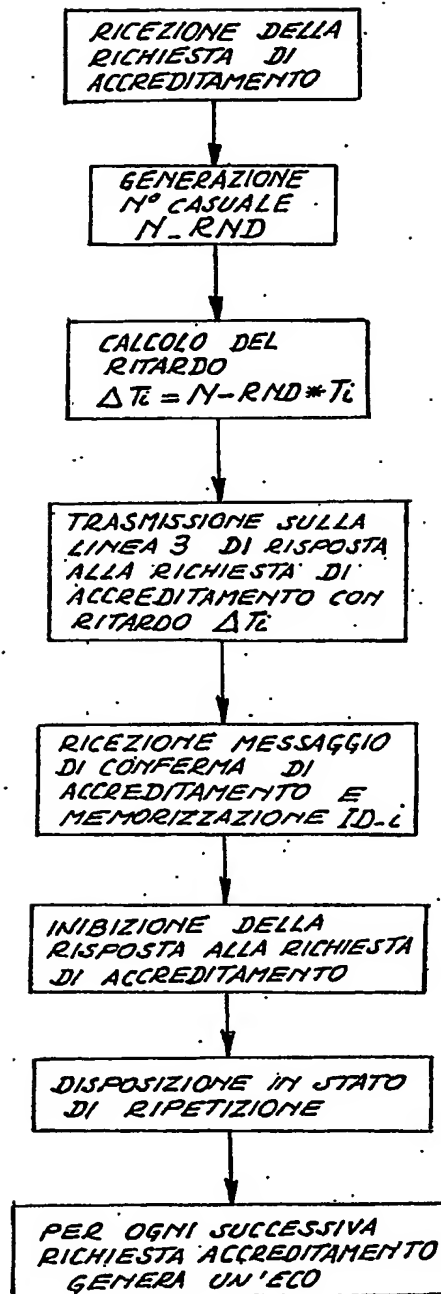 RICEZIONE DELLA
RICHIESTA DI
ACCREDITAMENTO
GENERAZIONE
N° CASUALE
N_RND
CALCOLO DEL
RITARDO
ΔTi = N-RND*Ti
TRASMISSIONE SULLA
LINEA 3 DI RISPOSTA
ALLA RICHIESTA DI
ACCREDITAMENTO CON
RITARDO ΔTi
RICEZIONE MESSAGGIO
DI CONFERMA DI
ACCREDITAMENTO E
MEMORIZZAZIONE ID-i
INIBIZIONE DELLA
RISPOSTA ALLA RICHIESTA
DI ACCREDITAMENTO
DISPOSIZIONE IN STATO
DI RIPETIZIONE
PER OGNI SUCCESSIVA
RICHIESTA ACCREDITAMENTO
GENERA UN'ECO